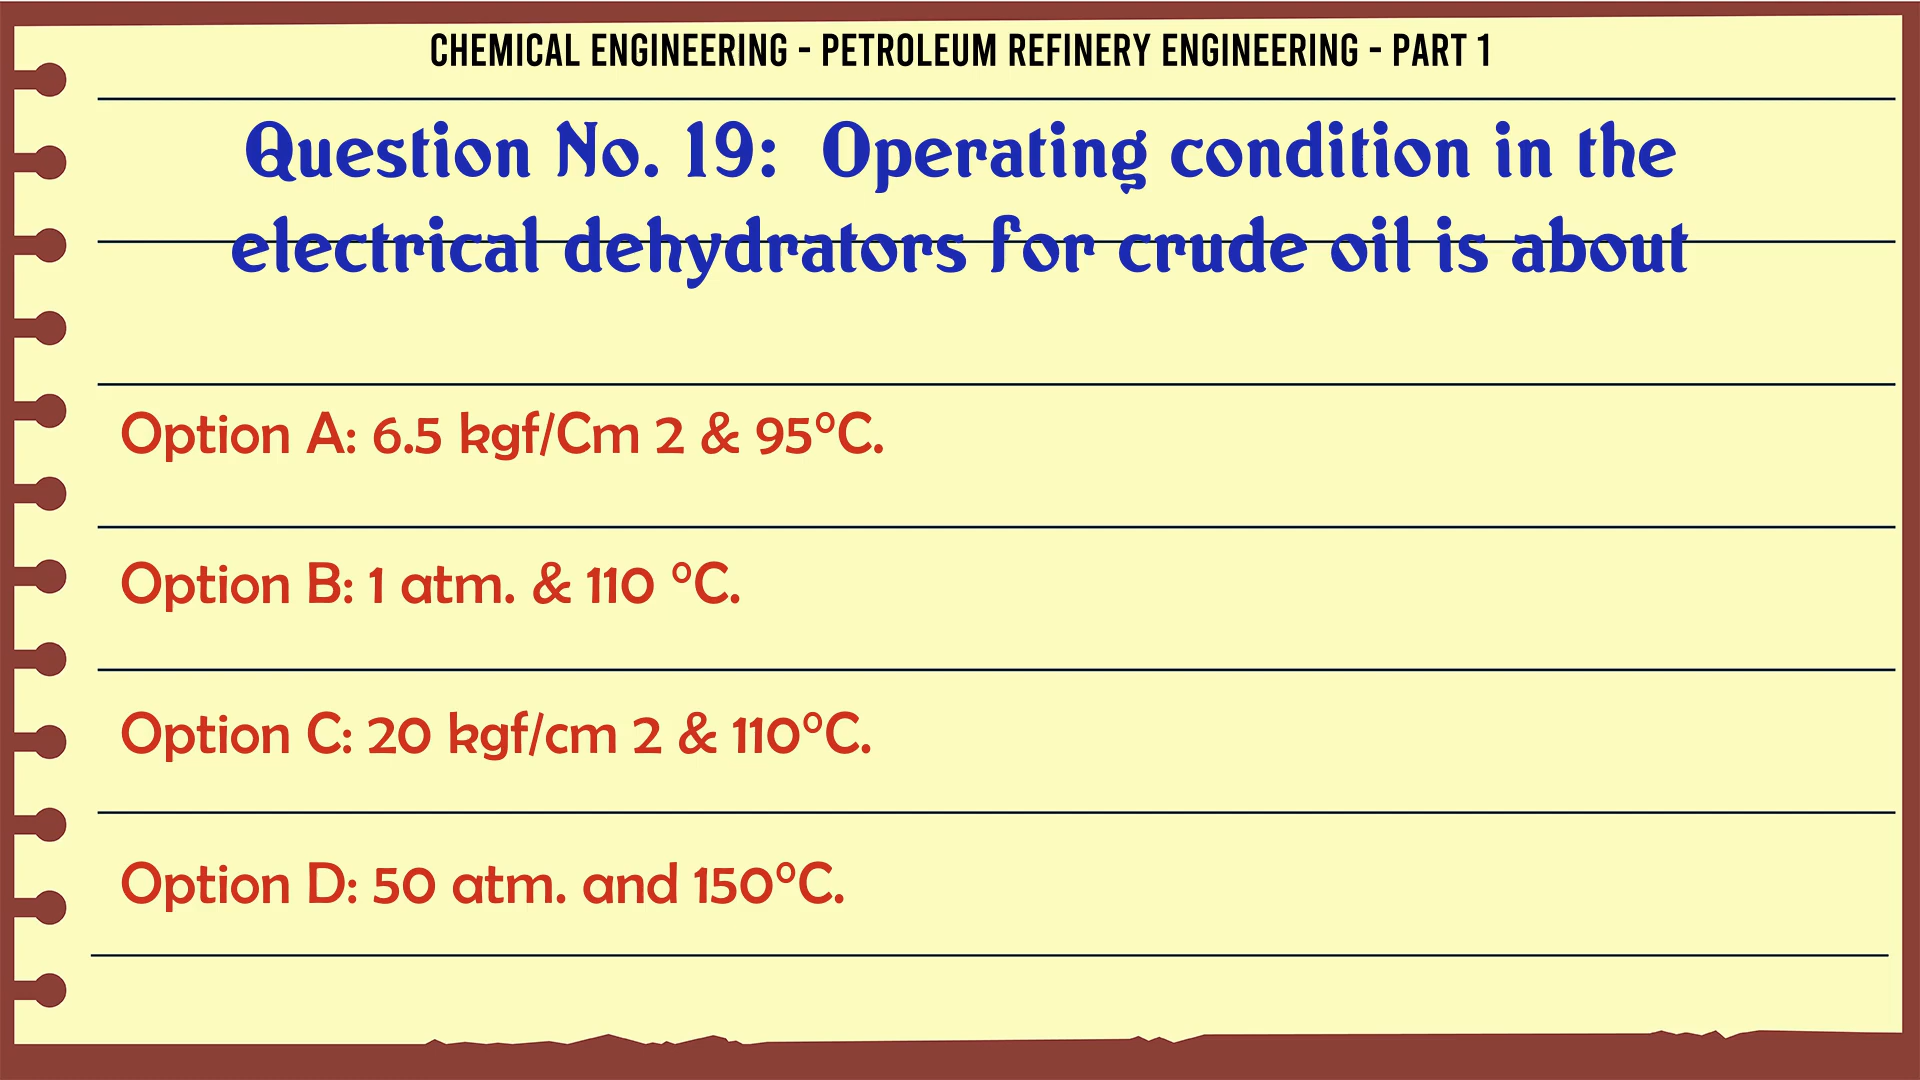 CHEMICAL ENGINEERING - PETROLEUM REFINERY ENGINEERING - PART 1
Question No. 19: Operating condition in the
electrical dehydrators for crude oil is about
Option A: 6.5 kgf/Cm 2 & 95°C.
Option B: 1 atm. & 110 °C.
Option C: 20 kgf/cm 2 & 110°C.
Option D: 50 atm. and 150°C.